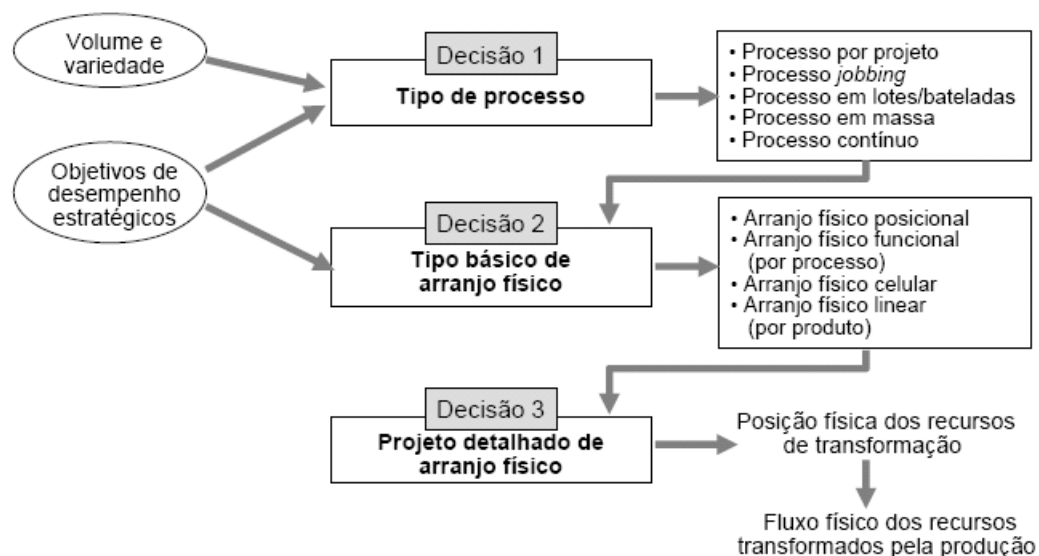 Volume e
variedade
Objetivos de
desempenho
estratégicos
Decisão 1
Tipo de processo
• Processo por projeto
• Processo jobbing
• Processo em lotes/bateladas
• Processo em massa
• Processo contínuo
Decisão 2
Tipo básico de
arranjo físico
• Arranjo físico posicional
• Arranjo físico funcional
(por processo)
• Arranjo físico celular
• Arranjo físico linear
(por produto)
Decisão 3
Projeto detalhado de
arranjo físico
Posição física dos recursos
de transformação
Fluxo físico dos recursos
transformados pela produção